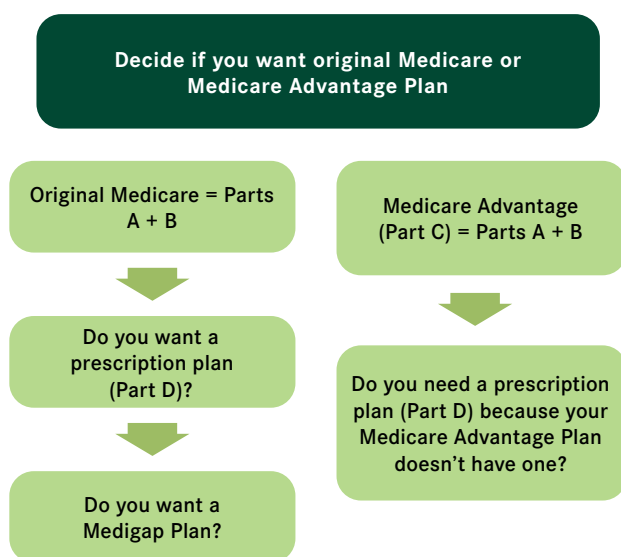 Decide if you want original Medicare or
Medicare Advantage Plan
Original Medicare = Parts
A + B
Do you want a
prescription plan
(Part D)?
Do you want a
Medigap Plan?
Medicare Advantage
(Part C) = Parts A + B
Do you need a prescription
plan (Part D) because your
Medicare Advantage Plan
doesn’t have one?